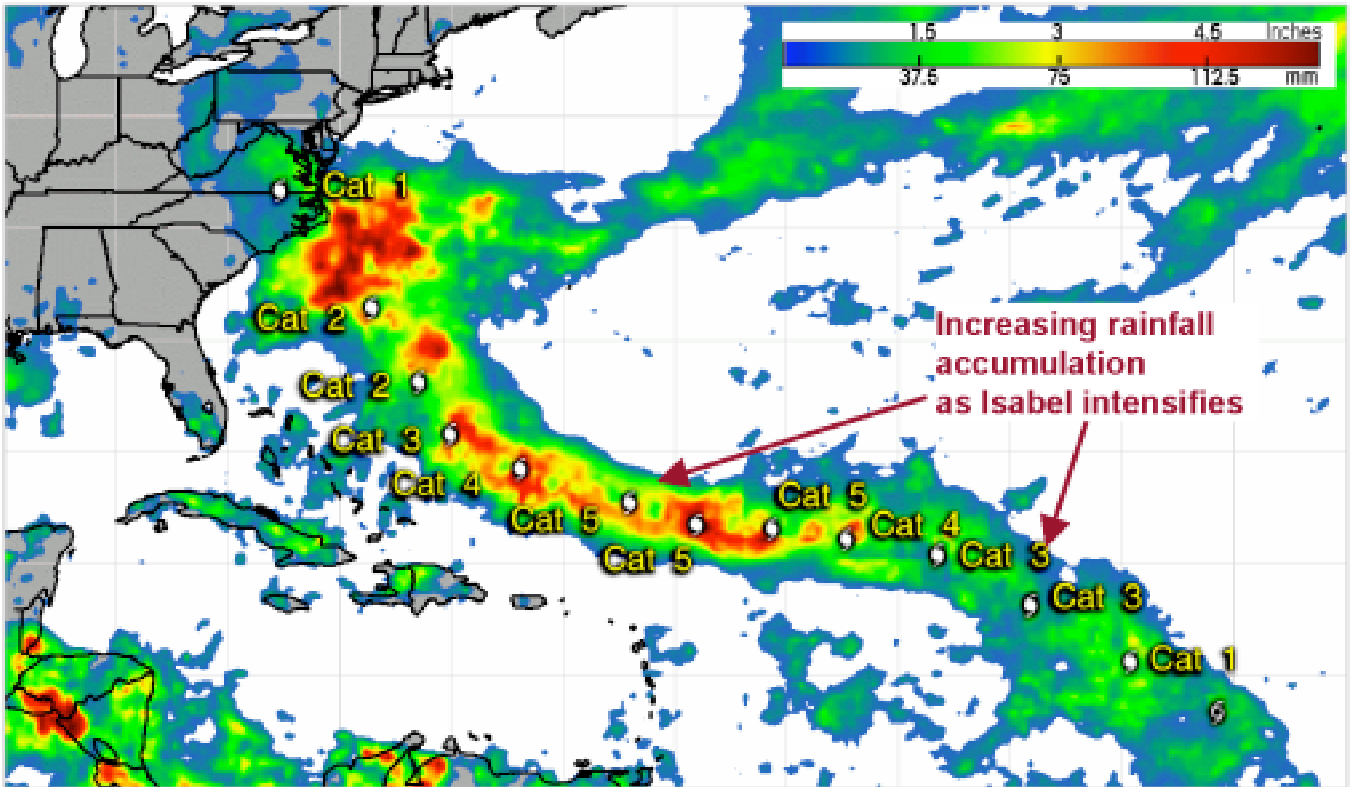 1.5 3 4.5 Inches
37.5 75 112.5 mm
Cat 1
Cat 2
Increasing rainfall
accumulation
as Isabel intensifies
Cat 2
Cat 3
Cat 4
Cat 5
Cat 5
Cat 5
Cat 4
Cat 3
Cat 3
Cat 1